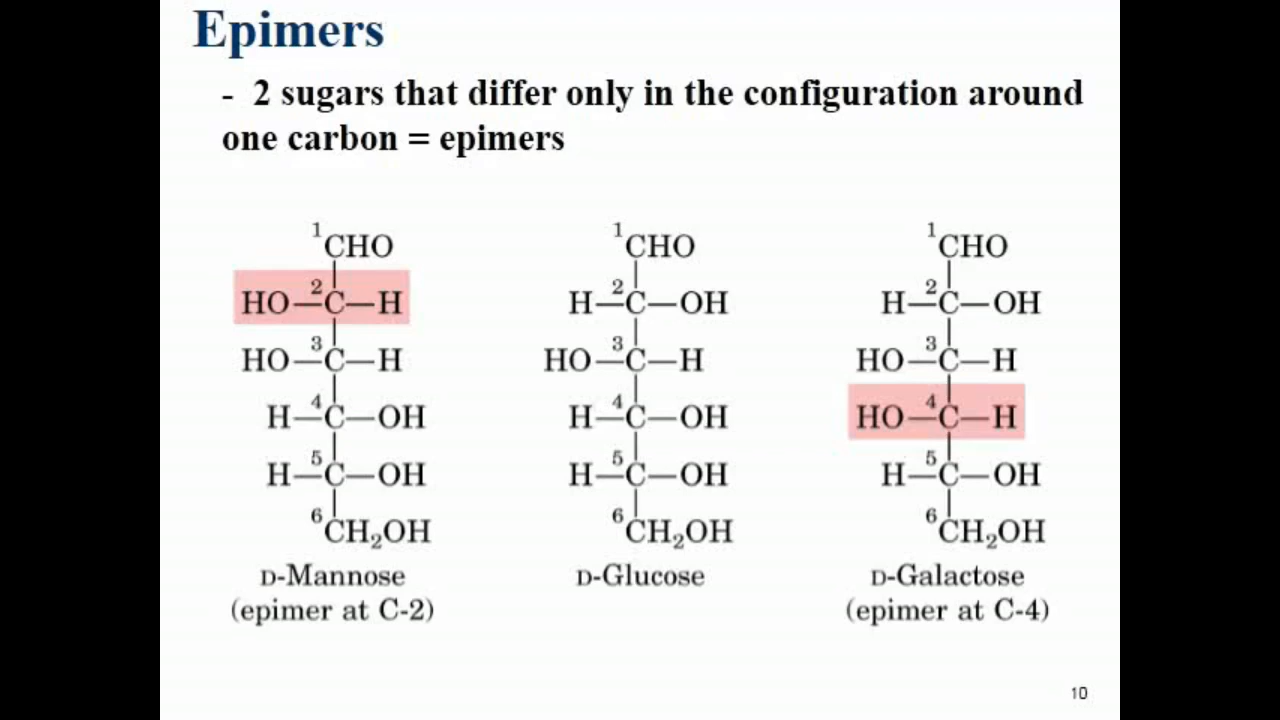 Epimers
- 2 sugars that differ only in the configuration around
one carbon = epimers
1CHO 1CHO 1CHO
HO—2C—H H—2C—OH H—2C—OH
HO—3C—H HO—3C—H HO—3C—H
H—4C—OH H—4C—OH HO—4C—H
H—5C—OH H—5C—OH H—5C—OH
6CH₂OH 6CH₂OH 6CH₂OH
D-Mannose D-Glucose D-Galactose
(epimer at C-2) (epimer at C-4)
10